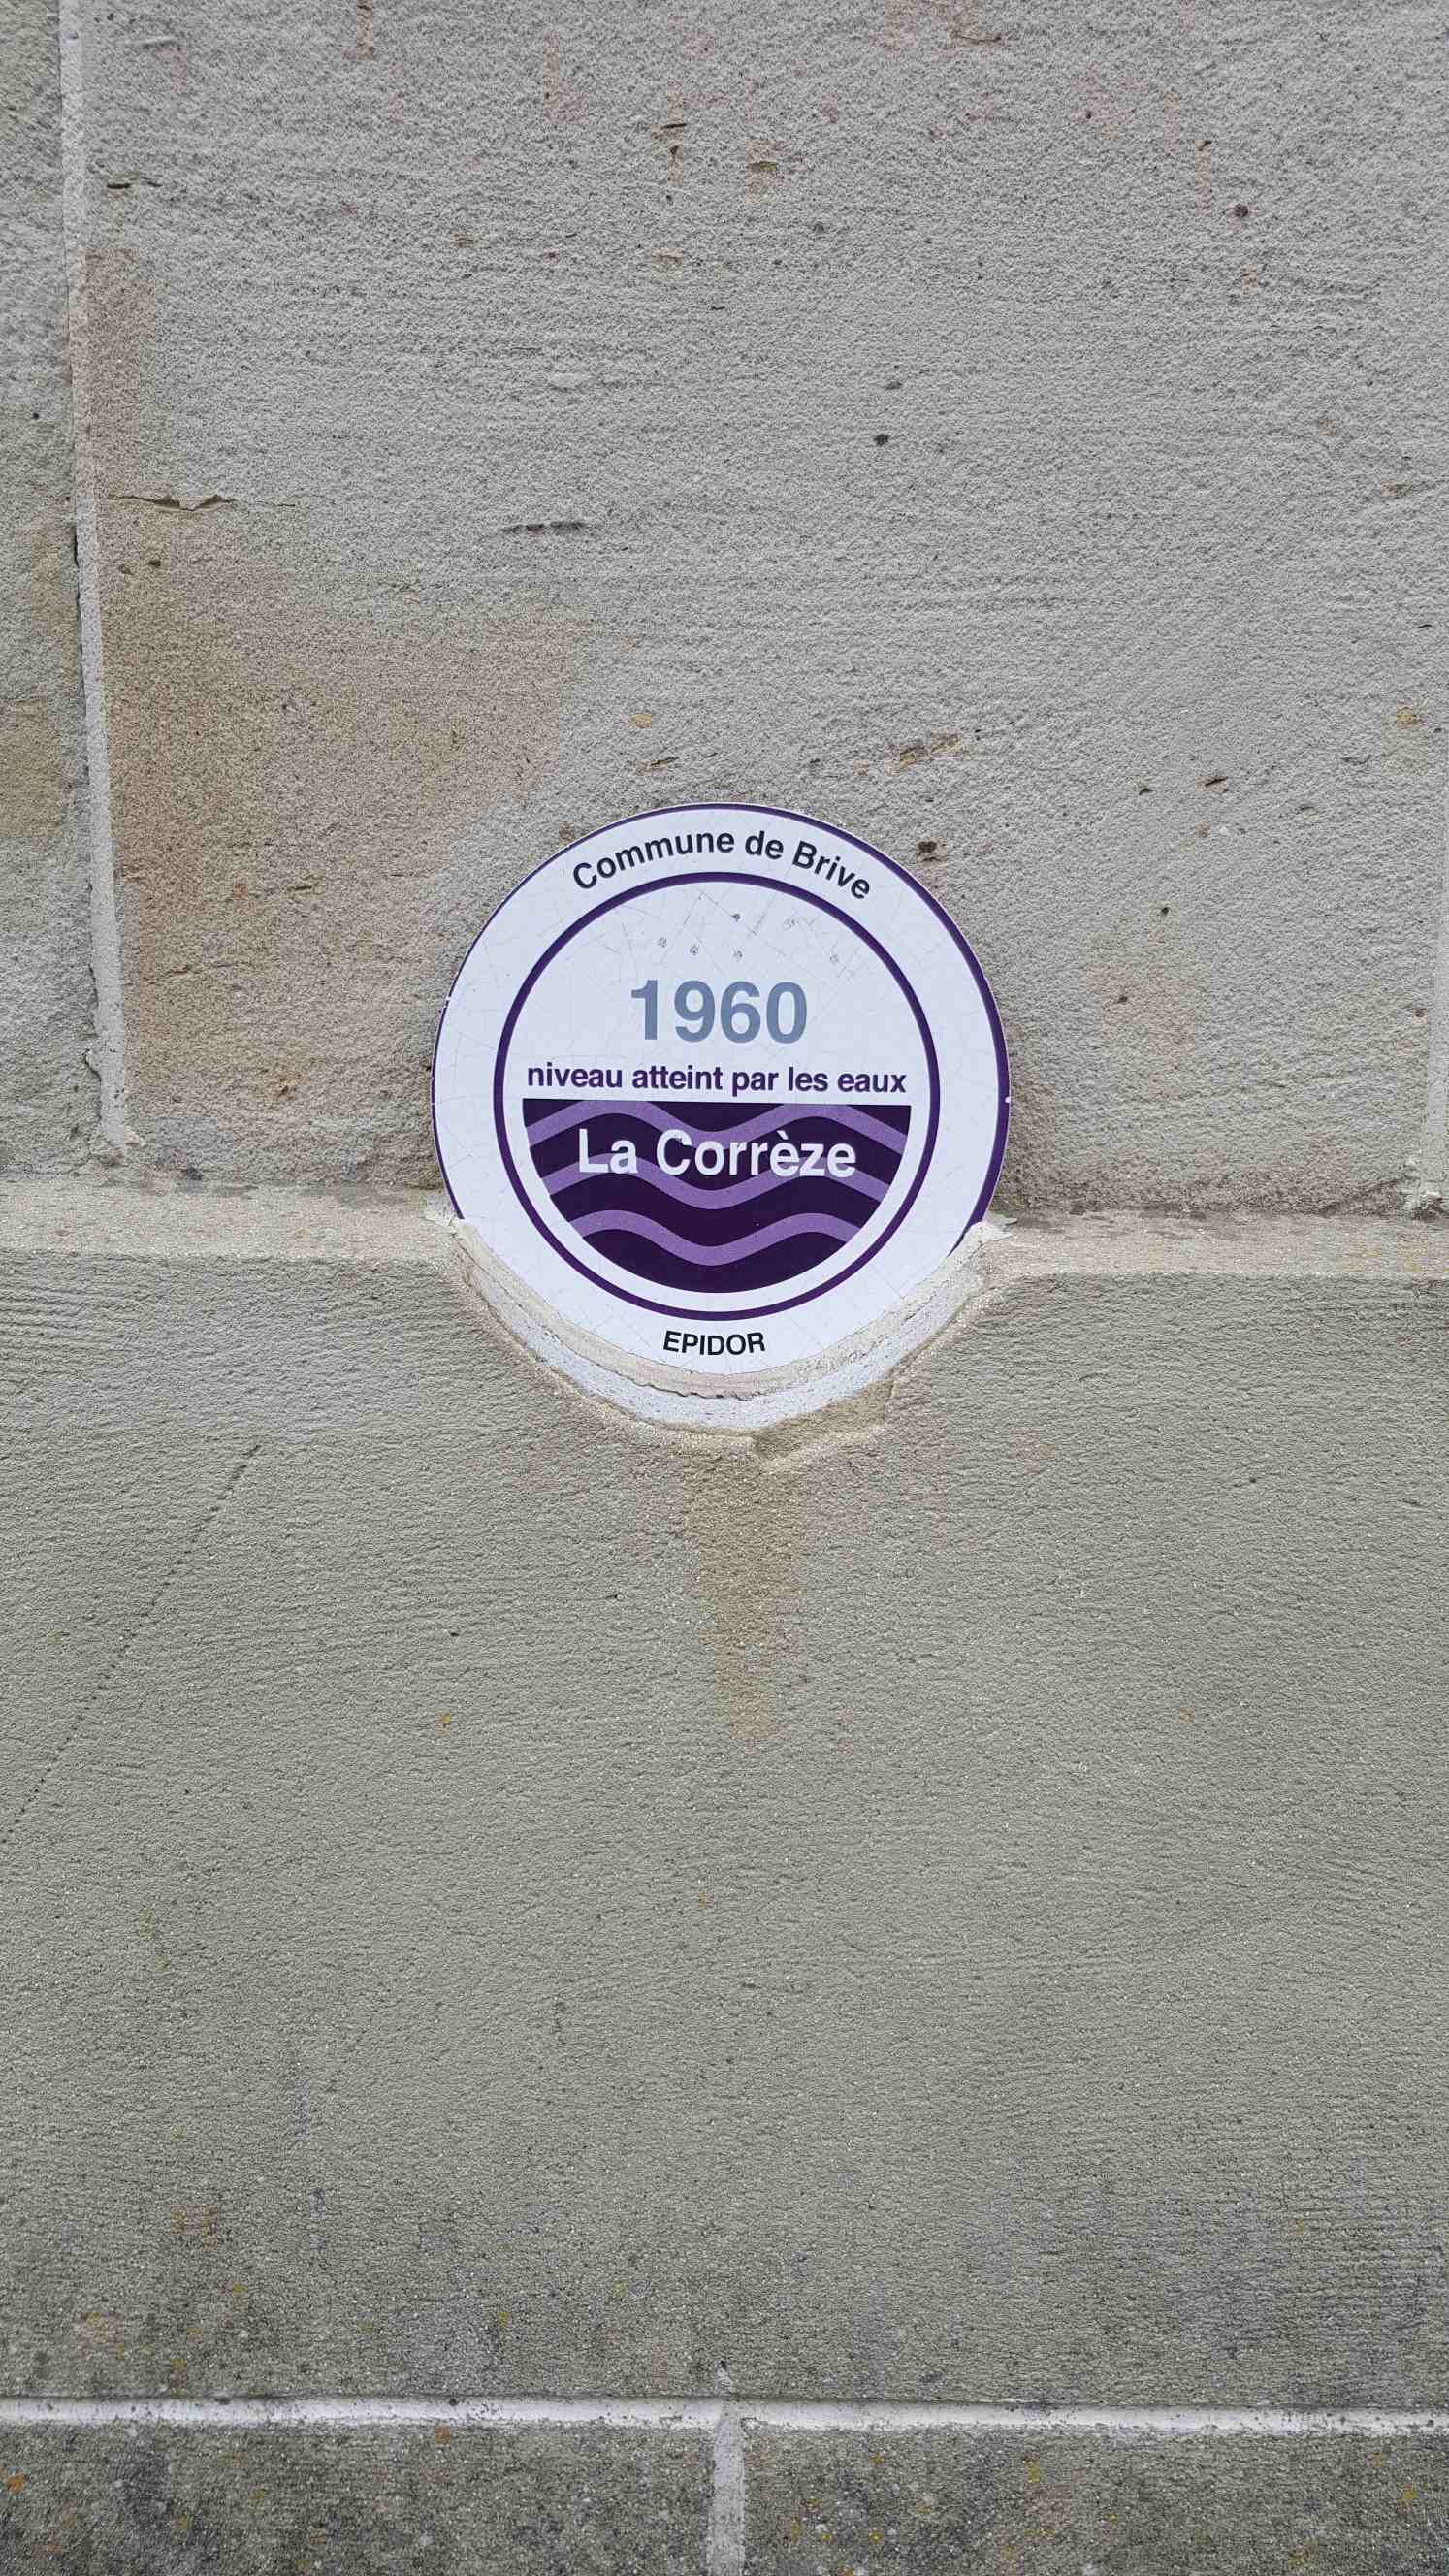 Commune de Brive
1960
niveau atteint par les eaux
La Corrèze
EPIDOR